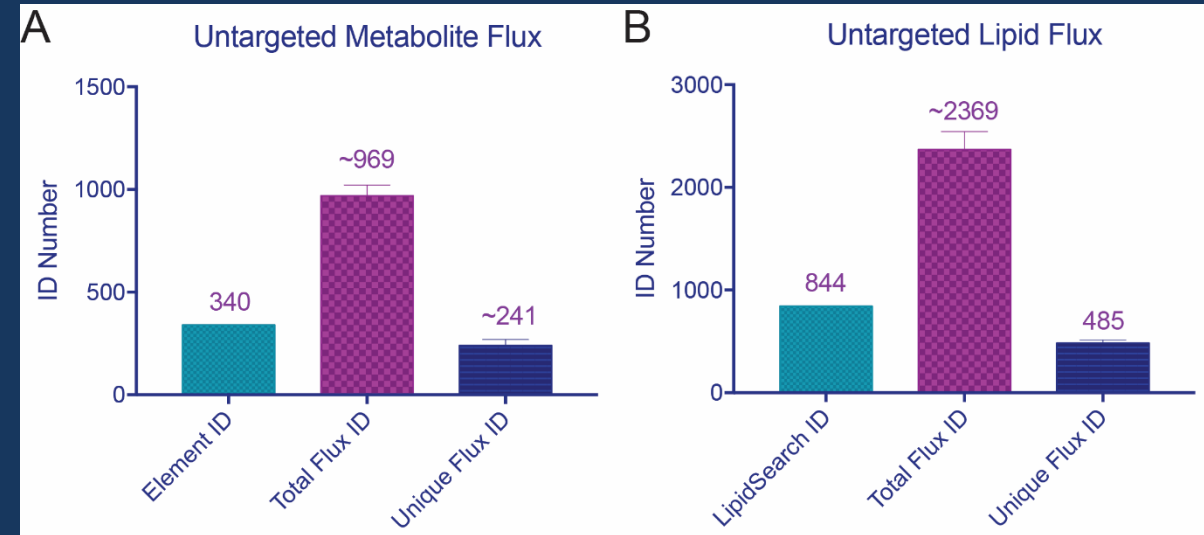 A
Untargeted Metabolite Flux
ID Number
1500
1000
500
0
340
~969
~241
Element ID
Total Flux ID
Unique Flux ID
B
Untargeted Lipid Flux
ID Number
3000
2000
1000
0
844
~2369
485
LipidSearch ID
Total Flux ID
Unique Flux ID